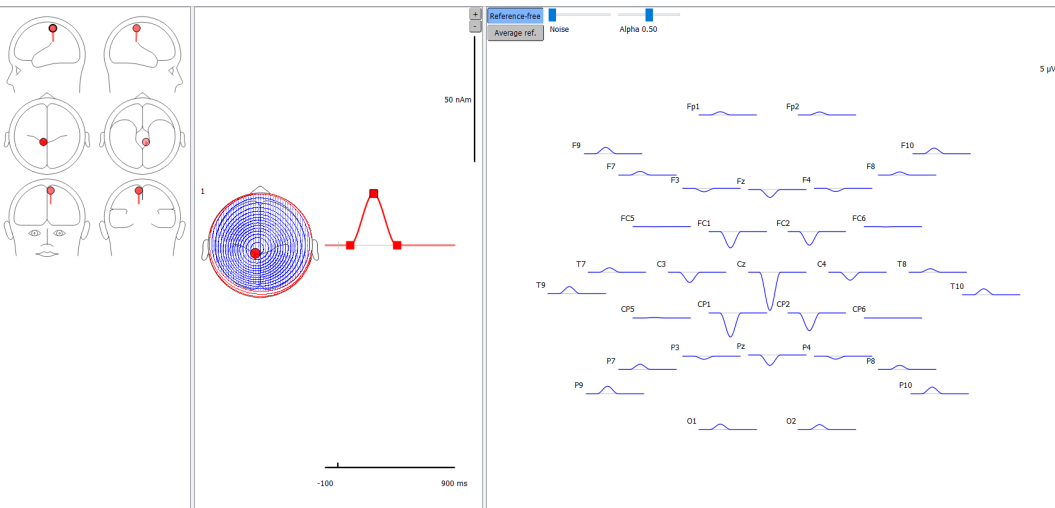 +
-
50 nAm
1
-100 900 ms
Reference-free
Average ref.
Noise
Alpha 0.50
5 µV
Fp1 Fp2
F9 F10
F7 F8
F3 Fz F4
FC5 FC1 FC2 FC6
T7 C3 Cz C4 T8
T9 T10
CP5 CP1 CP2 CP6
P3 Pz P4
P7 P8
P9 P10
O1 O2